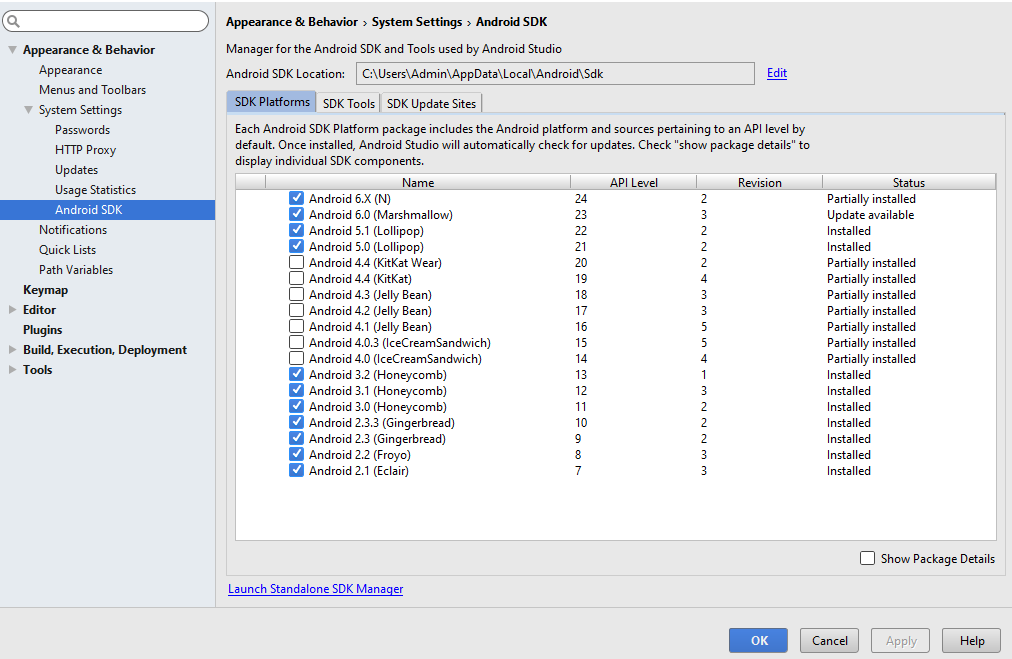 Appearance & Behavior
Appearance
Menus and Toolbars
System Settings
Passwords
HTTP Proxy
Updates
Usage Statistics
Android SDK
Notifications
Quick Lists
Path Variables
Keymap
Editor
Plugins
Build, Execution, Deployment
Tools
Appearance & Behavior › System Settings › Android SDK
Manager for the Android SDK and Tools used by Android Studio
Android SDK Location: C:\Users\Admin\AppData\Local\Android\Sdk Edit
SDK Platforms SDK Tools SDK Update Sites
Each Android SDK Platform package includes the Android platform and sources pertaining to an API level by
default. Once installed, Android Studio will automatically check for updates. Check "show package details" to
display individual SDK components.
Name API Level Revision Status
Android 6.X (N) 24 2 Partially installed
Android 6.0 (Marshmallow) 23 3 Update available
Android 5.1 (Lollipop) 22 2 Installed
Android 5.0 (Lollipop) 21 2 Installed
Android 4.4 (KitKat Wear) 20 2 Partially installed
Android 4.4 (KitKat) 19 4 Partially installed
Android 4.3 (Jelly Bean) 18 3 Partially installed
Android 4.2 (Jelly Bean) 17 3 Partially installed
Android 4.1 (Jelly Bean) 16 5 Partially installed
Android 4.0.3 (IceCreamSandwich) 15 5 Partially installed
Android 4.0 (IceCreamSandwich) 14 4 Partially installed
Android 3.2 (Honeycomb) 13 1 Installed
Android 3.1 (Honeycomb) 12 3 Installed
Android 3.0 (Honeycomb) 11 2 Installed
Android 2.3.3 (Gingerbread) 10 2 Installed
Android 2.3 (Gingerbread) 9 2 Installed
Android 2.2 (Froyo) 8 3 Installed
Android 2.1 (Eclair) 7 3 Installed
Show Package Details
Launch Standalone SDK Manager
OK Cancel Apply Help